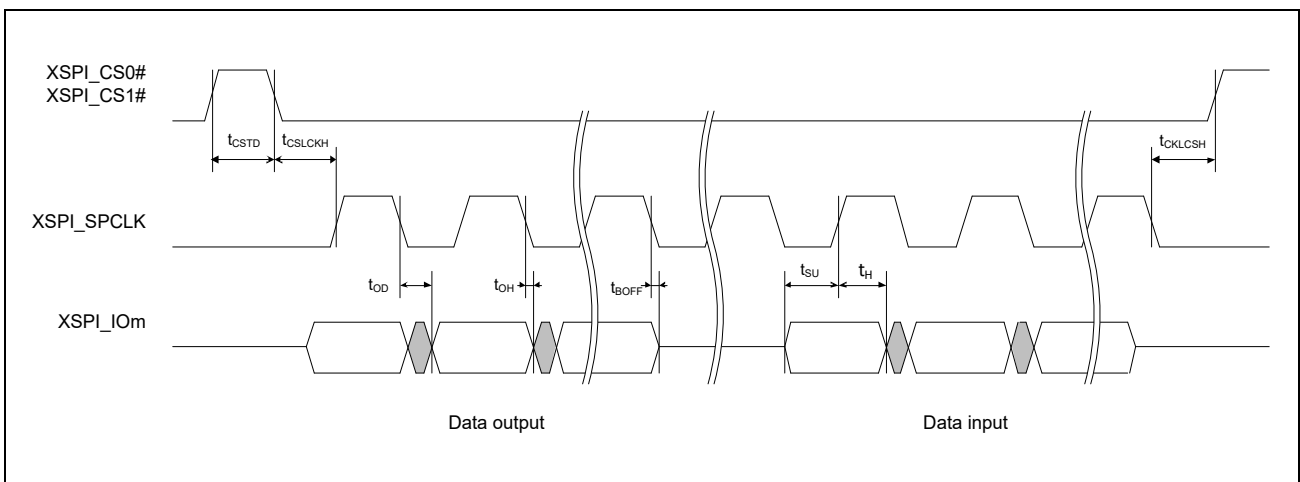 XSPI_CS0#
XSPI_CS1#
tCSTD tCSLCKH tCKLCSH
XSPI_SPCLK
tOD tOH tBOFF tSU tH
XSPI_IOm
Data output Data input